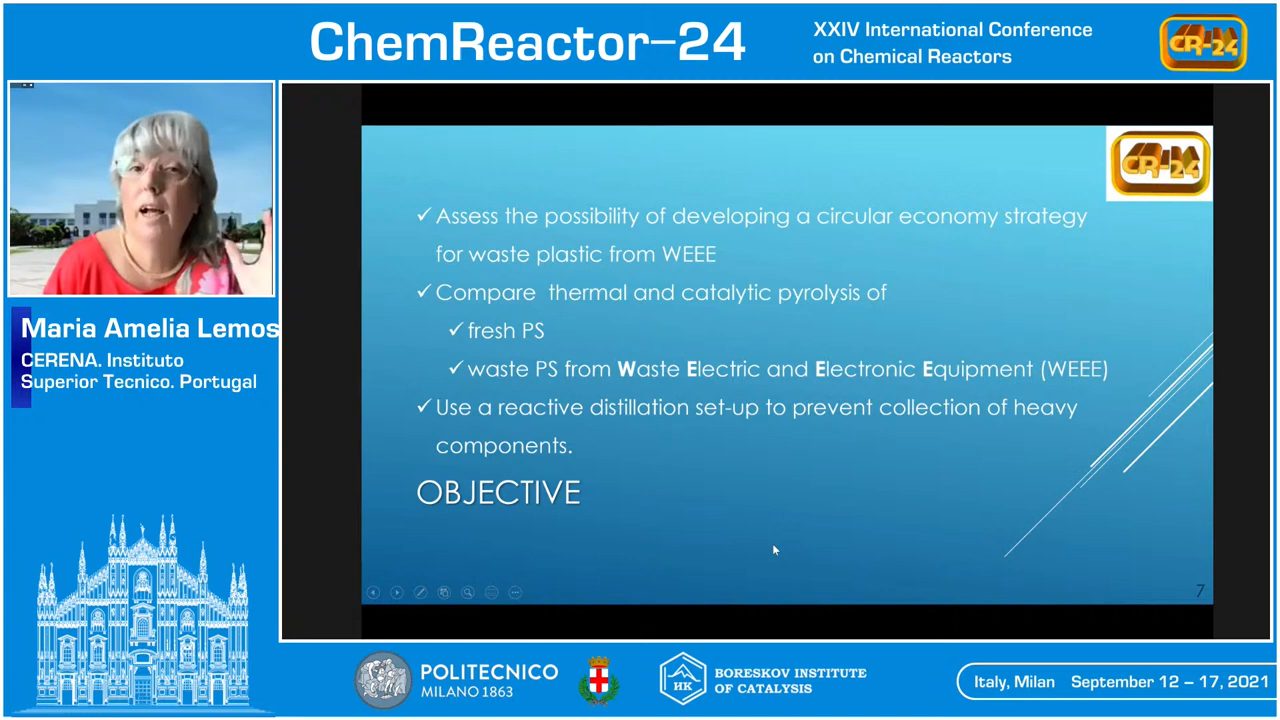 ChemReactor–24
XXIV International Conference
on Chemical Reactors
CR-24
CR-24
✓ Assess the possibility of developing a circular economy strategy
for waste plastic from WEEE
✓ Compare thermal and catalytic pyrolysis of
✓ fresh PS
✓ waste PS from Waste Electric and Electronic Equipment (WEEE)
✓ Use a reactive distillation set-up to prevent collection of heavy
components.
OBJECTIVE
7
Maria Amelia Lemos
CERENA. Instituto
Superior Tecnico. Portugal
POLITECNICO
MILANO 1863
HK
BORESKOV INSTITUTE
OF CATALYSIS
Italy, Milan September 12 – 17, 2021